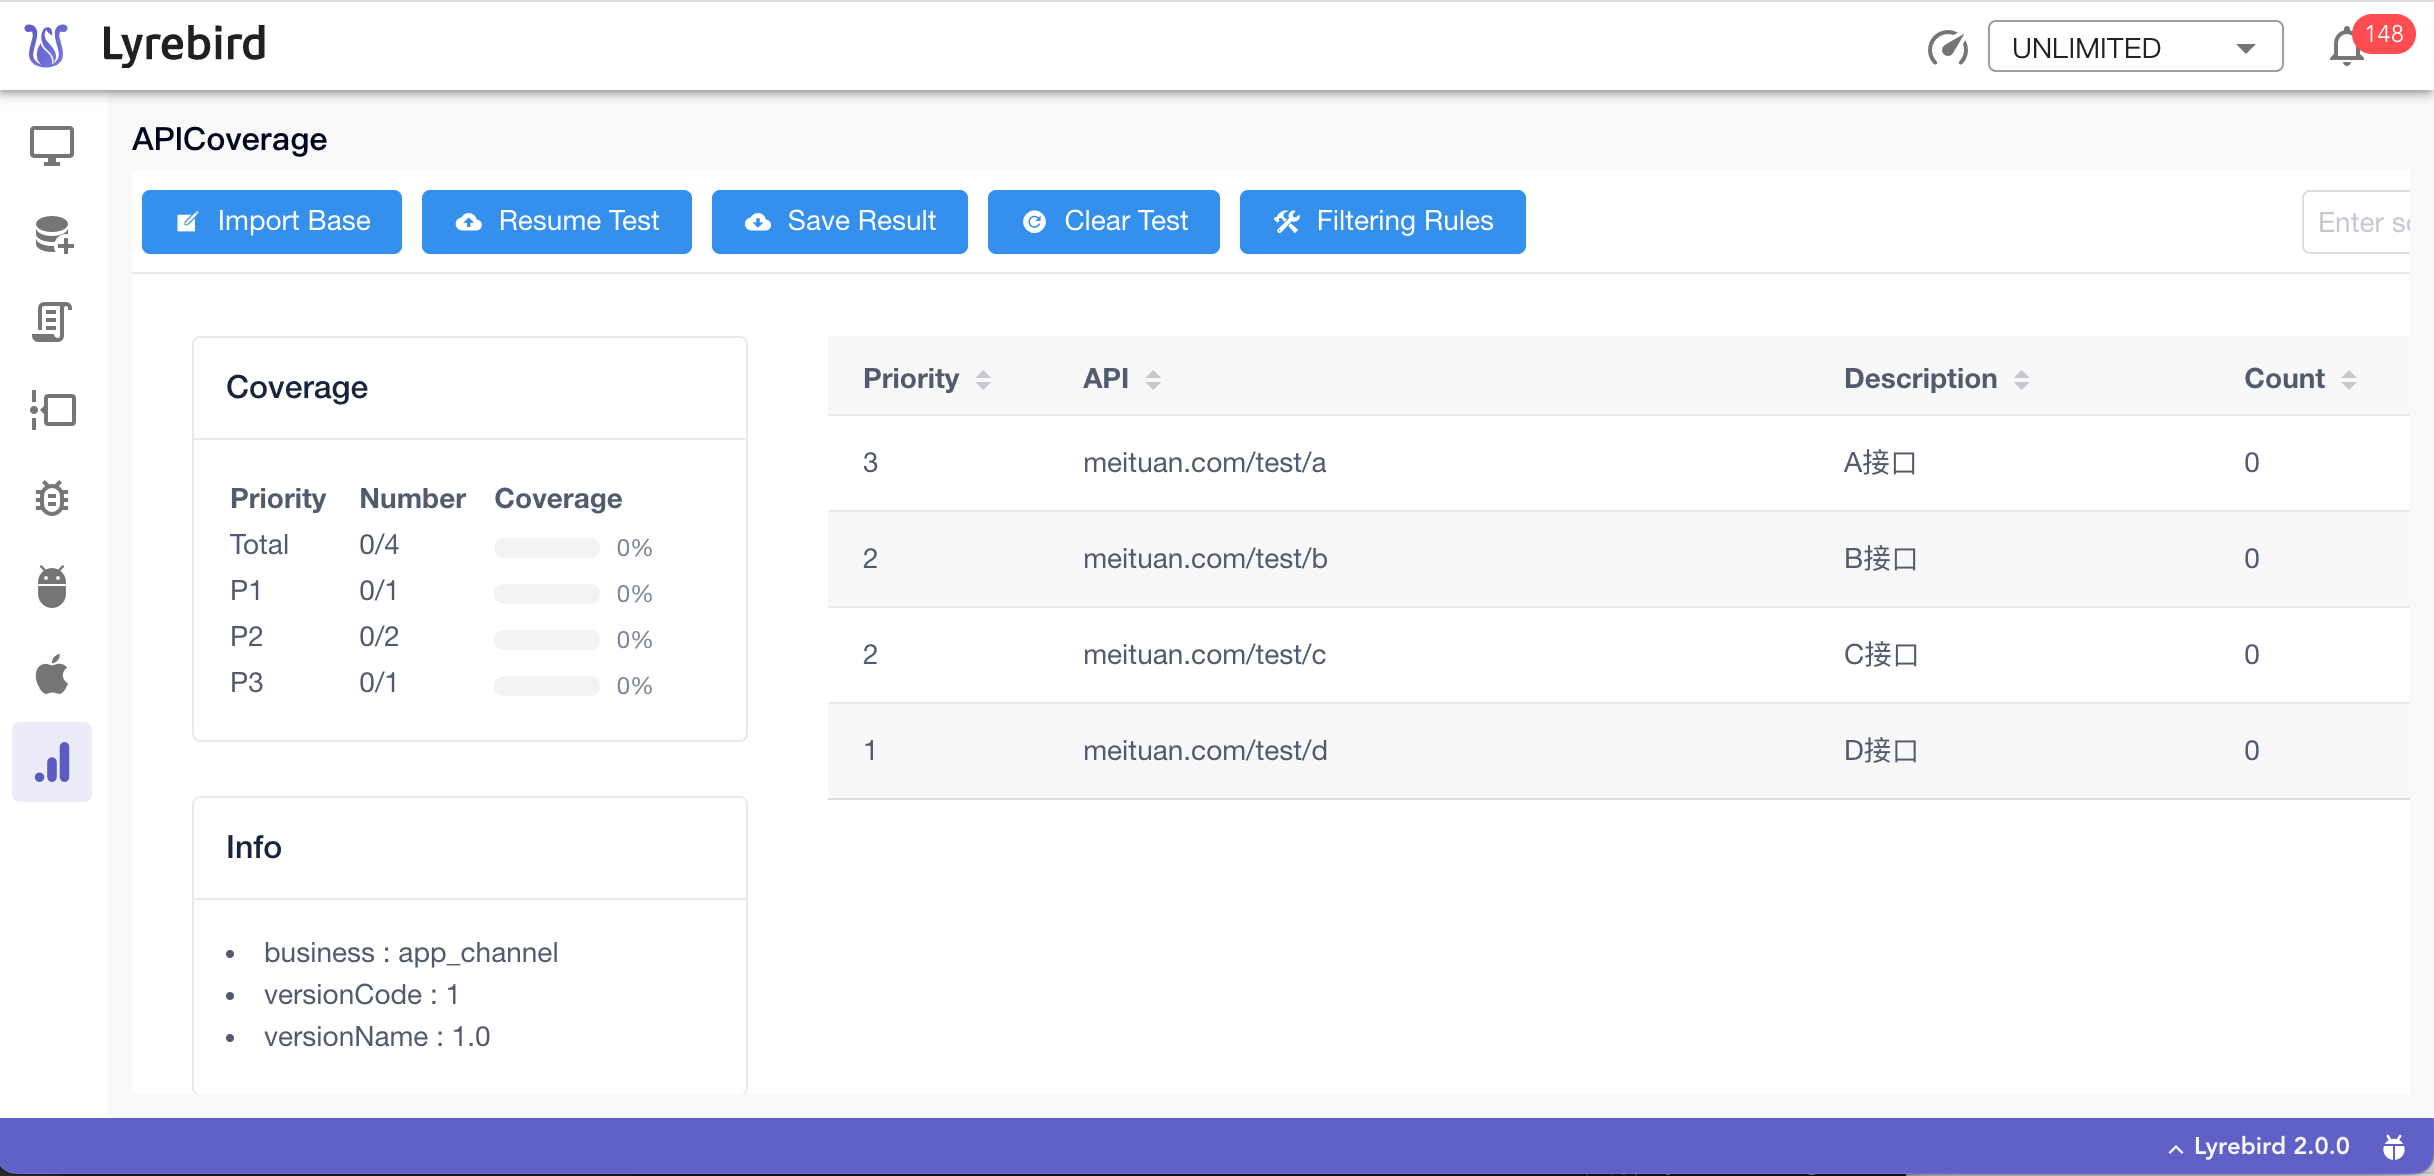 Lyrebird
UNLIMITED
148
APICoverage
Import Base
Resume Test
Save Result
Clear Test
Filtering Rules
Enter
Coverage
Priority Number Coverage
Total 0/4 0%
P1 0/1 0%
P2 0/2 0%
P3 0/1 0%
Info
business : app_channel
versionCode : 1
versionName : 1.0
Priority API Description Count
3 meituan.com/test/a A接口 0
2 meituan.com/test/b B接口 0
2 meituan.com/test/c C接口 0
1 meituan.com/test/d D接口 0
Lyrebird 2.0.0